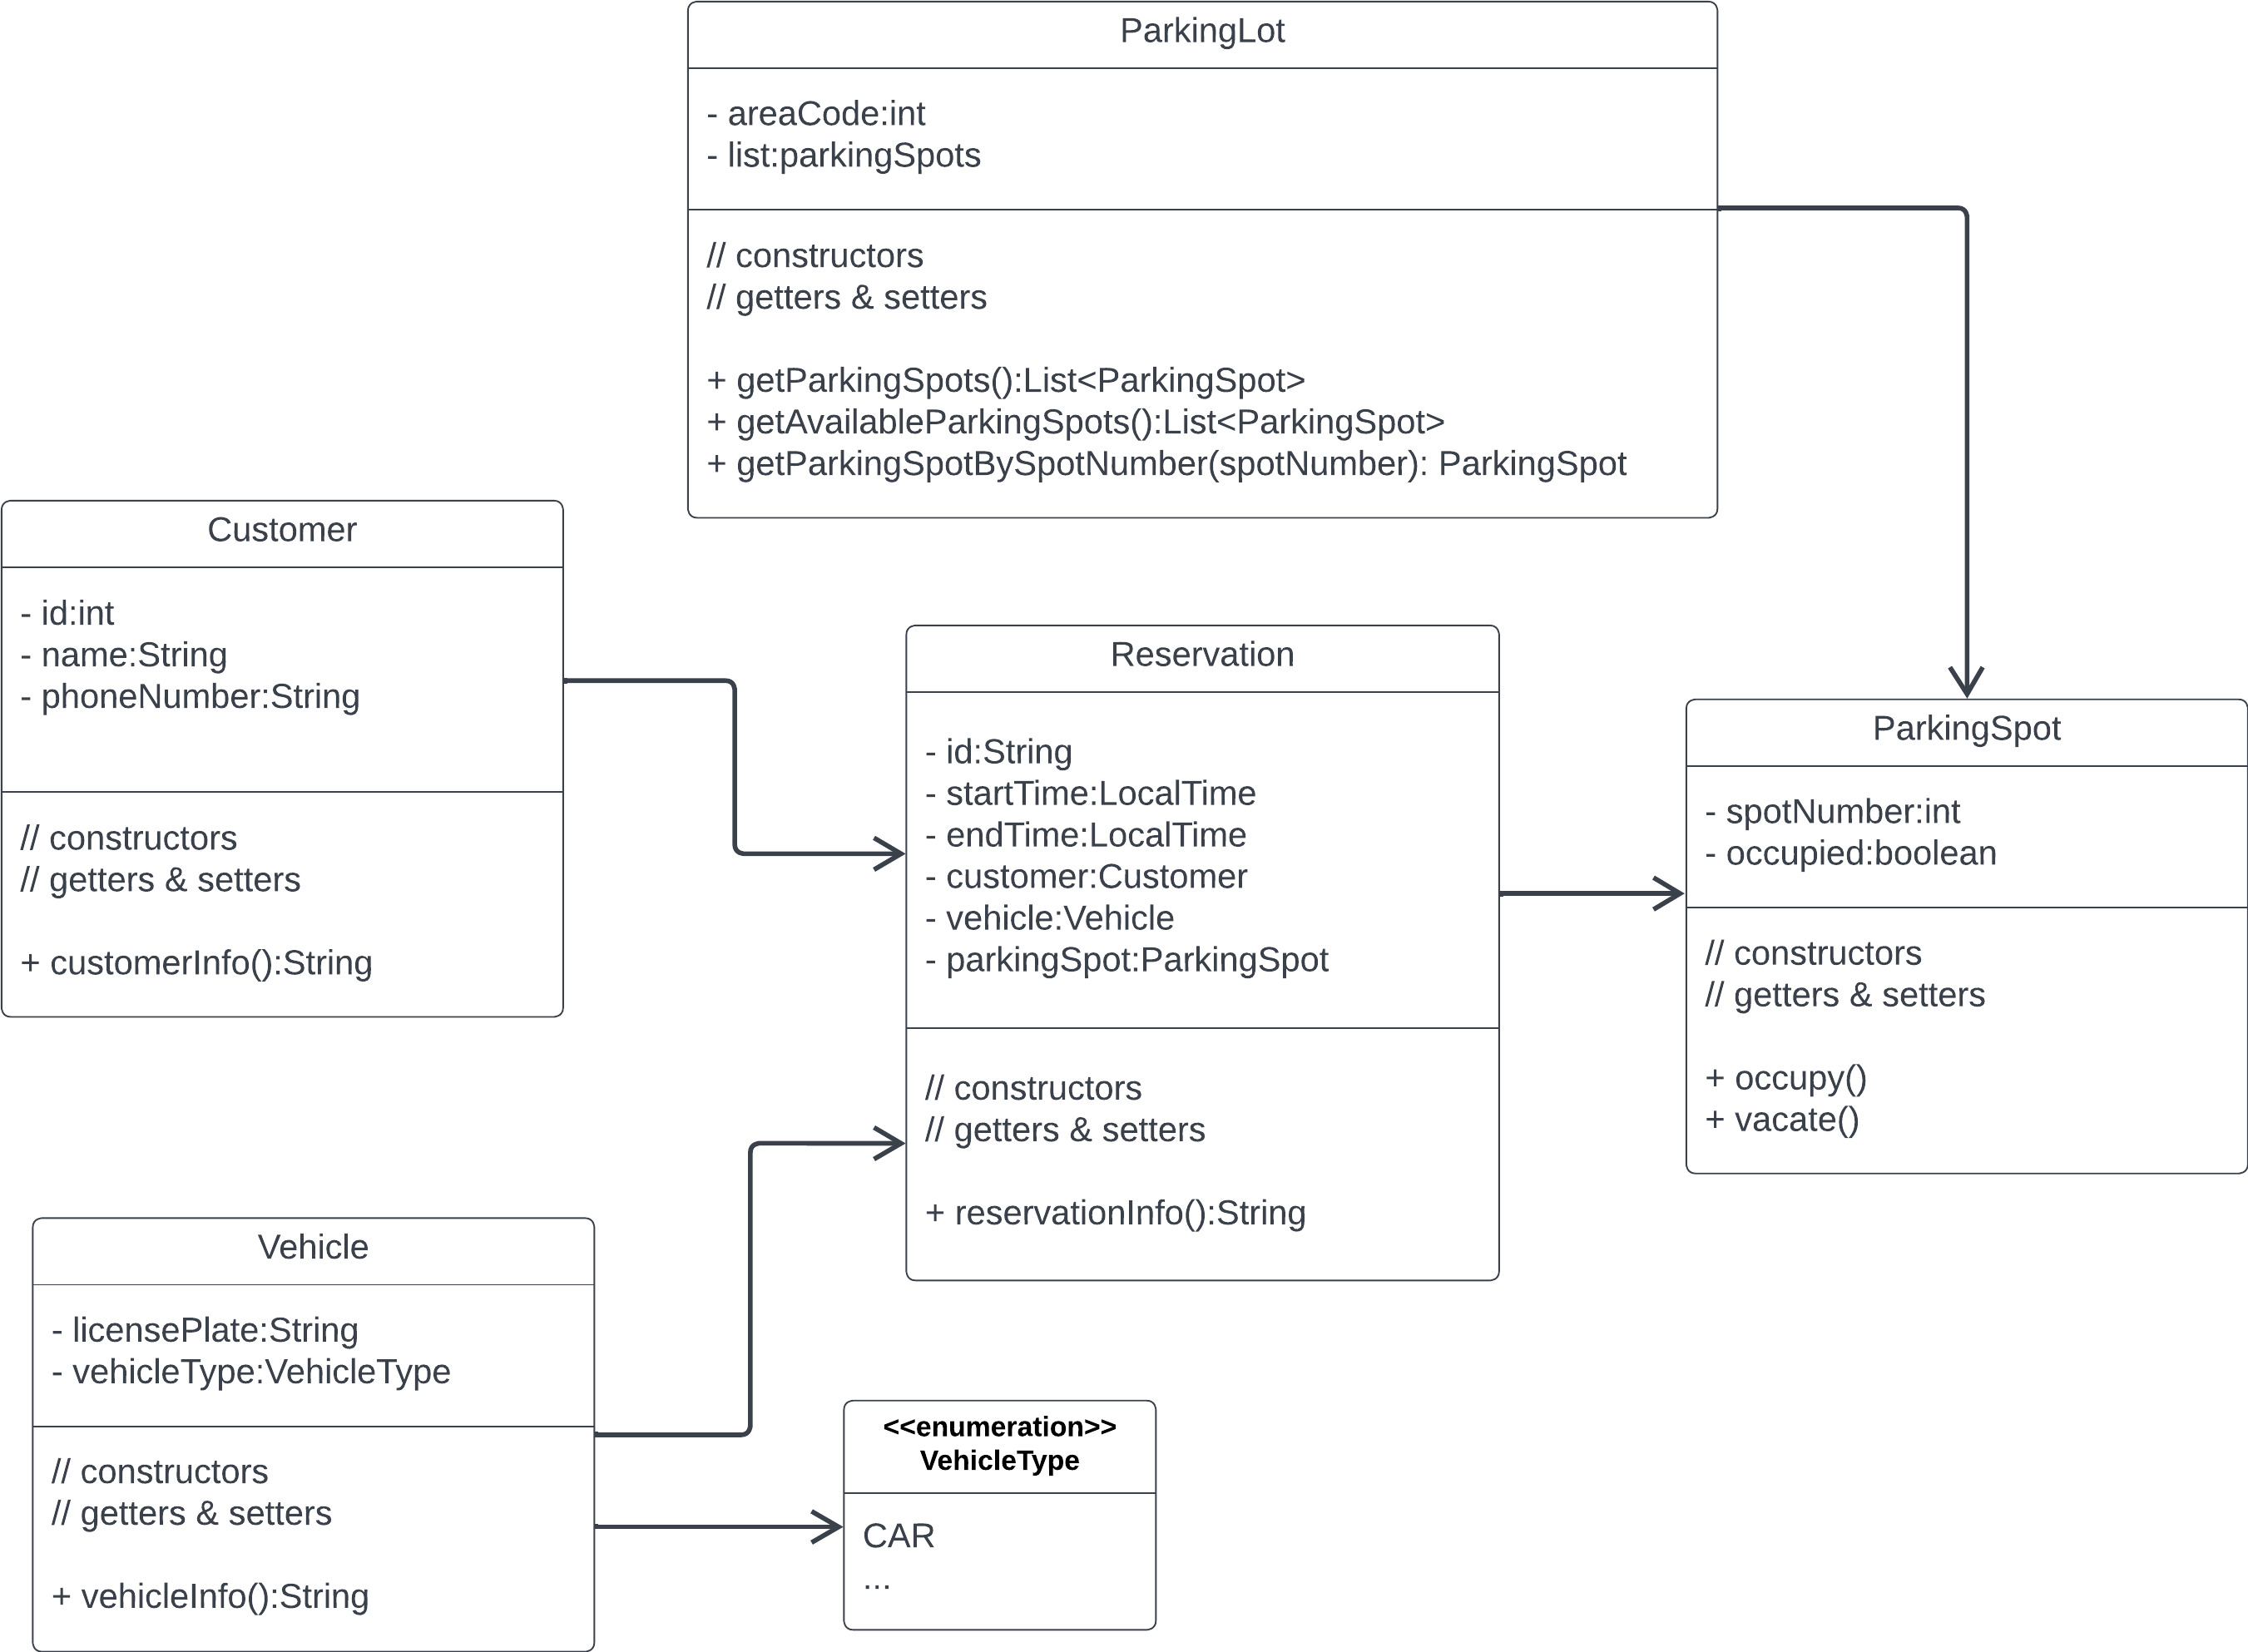 ParkingLot
- areaCode:int
- list:parkingSpots
// constructors
// getters & setters
+ getParkingSpots():List<ParkingSpot>
+ getAvailableParkingSpots():List<ParkingSpot>
+ getParkingSpotBySpotNumber(spotNumber): ParkingSpot
Customer
- id:int
- name:String
- phoneNumber:String
// constructors
// getters & setters
+ customerInfo():String
Reservation
- id:String
- startTime:LocalTime
- endTime:LocalTime
- customer:Customer
- vehicle:Vehicle
- parkingSpot:ParkingSpot
// constructors
// getters & setters
+ reservationInfo():String
ParkingSpot
- spotNumber:int
- occupied:boolean
// constructors
// getters & setters
+ occupy()
+ vacate()
Vehicle
- licensePlate:String
- vehicleType:VehicleType
// constructors
// getters & setters
+ vehicleInfo():String
<<enumeration>>
VehicleType
CAR
...